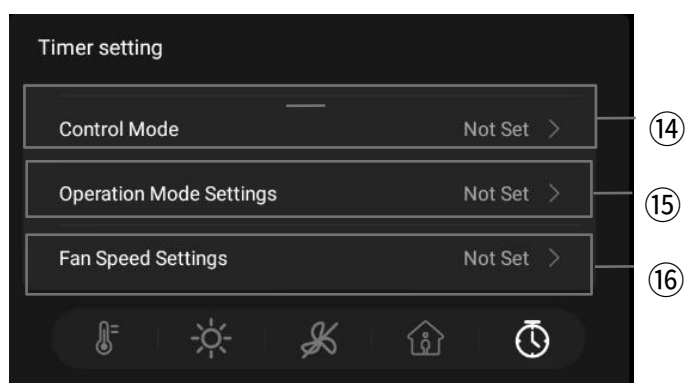 Timer setting
Control Mode Not Set >
⑭
Operation Mode Settings Not Set >
⑮
Fan Speed Settings Not Set >
⑯